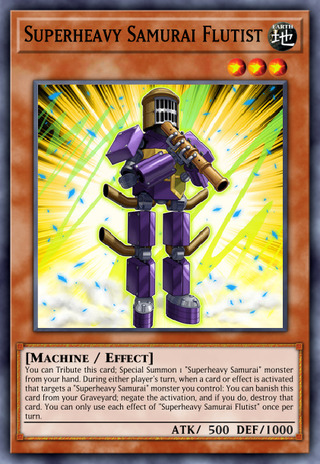 Superheavy Samurai Flutist
EARTH
地
[Machine / Effect]
You can Tribute this card; Special Summon 1 "Superheavy Samurai" monster
from your hand. During either player's turn, when a card or effect is activated
that targets a "Superheavy Samurai" monster you control: You can banish
this card from your Graveyard; negate the activation, and if you do, destroy
that card. You can only use each effect of "Superheavy Samurai Flutist" once per
turn.
ATK/ 500 DEF/1000